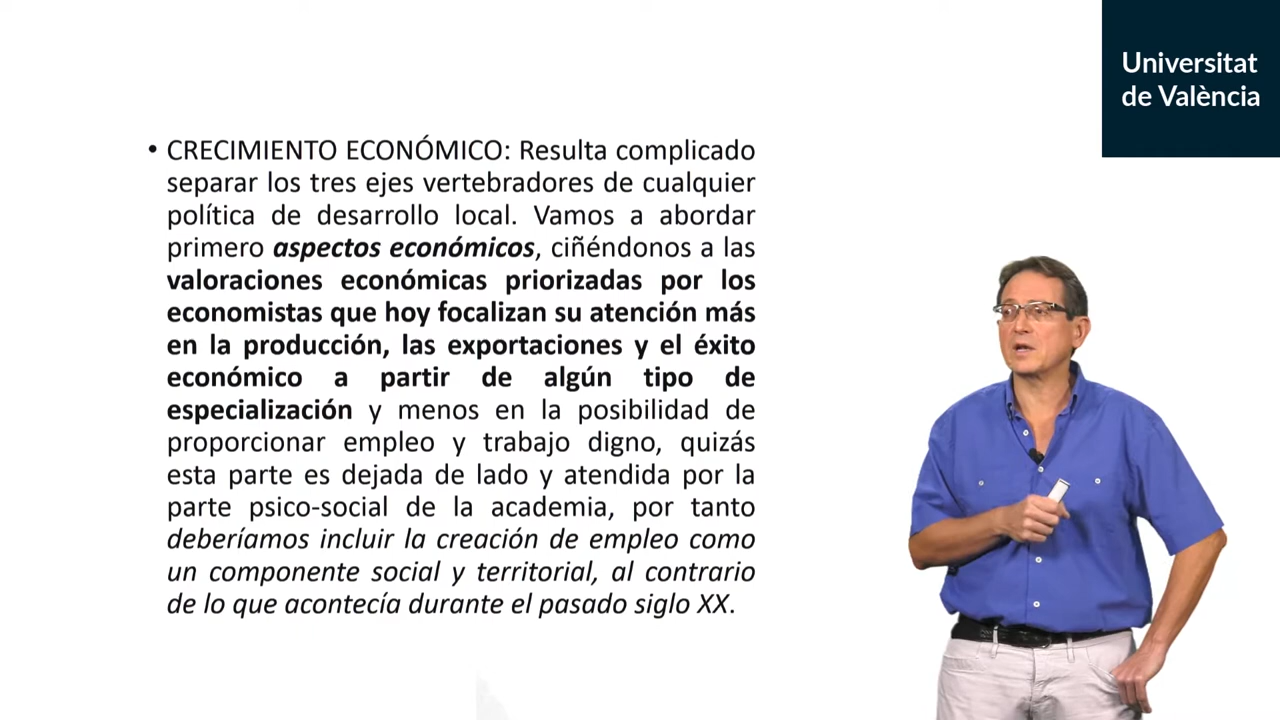 Universitat
de València
• CRECIMIENTO ECONÓMICO: Resulta complicado
separar los tres ejes vertebradores de cualquier
política de desarrollo local. Vamos a abordar
primero aspectos económicos, ciñéndonos a las
valoraciones económicas priorizadas por los
economistas que hoy focalizan su atención más
en la producción, las exportaciones y el éxito
económico a partir de algún tipo de
especialización y menos en la posibilidad de
proporcionar empleo y trabajo digno, quizás
esta parte es dejada de lado y atendida por la
parte psico-social de la academia, por tanto
deberíamos incluir la creación de empleo como
un componente social y territorial, al contrario
de lo que acontecía durante el pasado siglo XX.